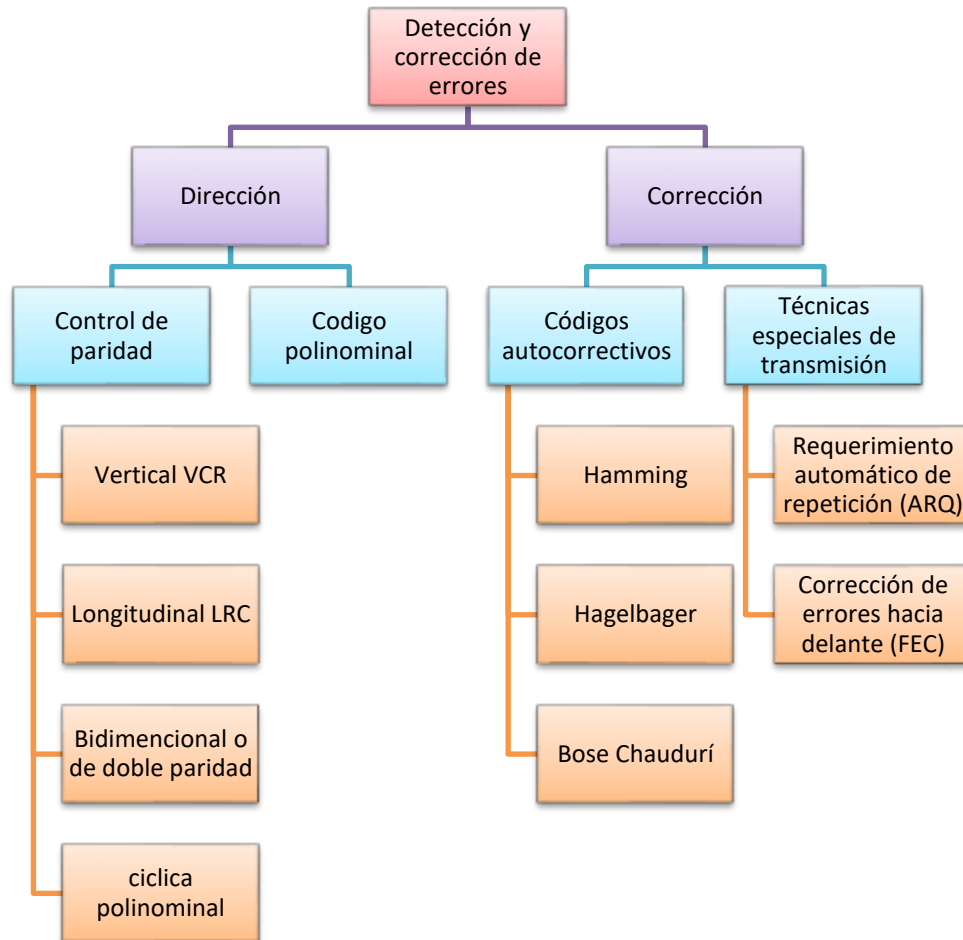 Detección y
corrección de
errores
Dirección
Corrección
Control de
paridad
Codigo
polinominal
Códigos
autocorrectivos
Técnicas
especiales de
transmisión
Vertical VCR
Longitudinal LRC
Bidimencional o
de doble paridad
ciclica
polinominal
Hamming
Hagelbager
Bose Chaudurí
Requerimiento
automático de
repetición (ARQ)
Corrección de
errores hacia
delante (FEC)